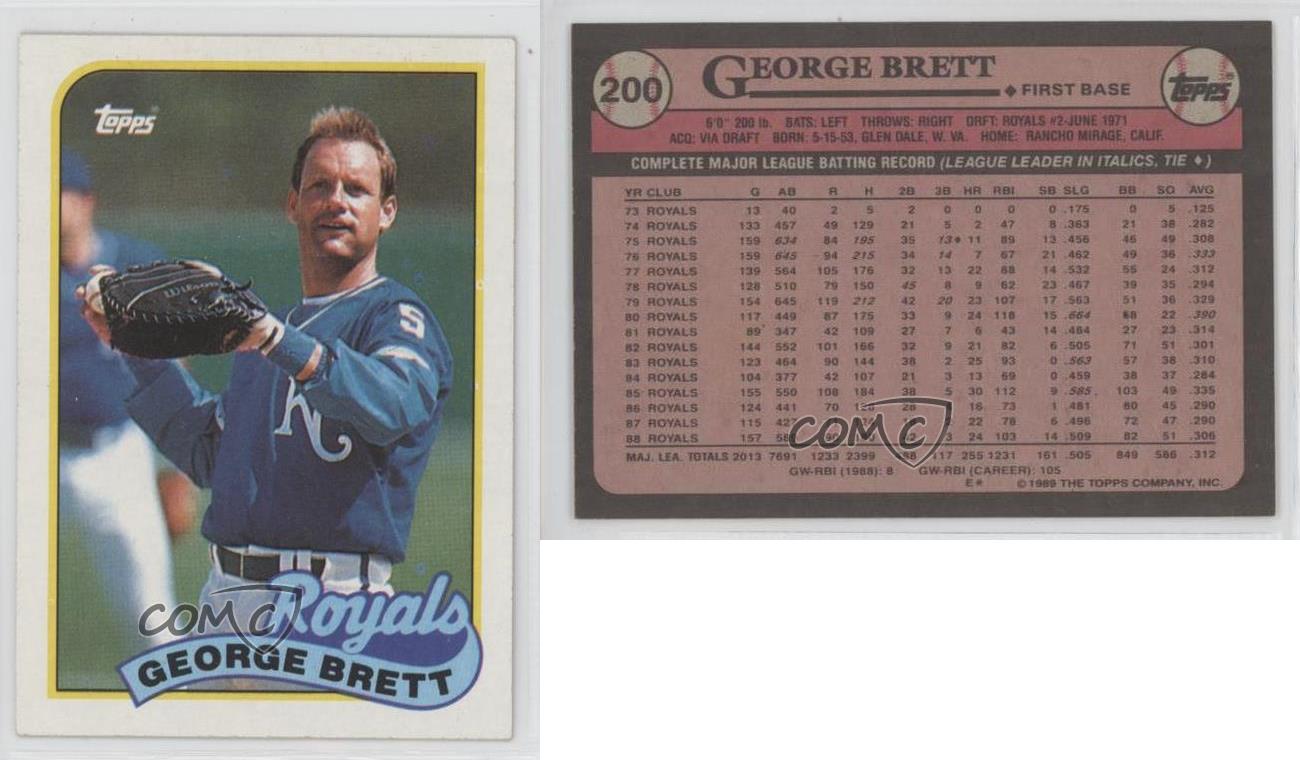 Topps
Wilson
5
KC
Royals
GEORGE BRETT
COMC
200
GEORGE BRETT
♦ FIRST BASE
Topps
6'0" 200 lb. BATS: LEFT THROWS: RIGHT DRFT: ROYALS #2-JUNE 1971
ACQ: VIA DRAFT BORN: 5-15-53, GLEN DALE, W. VA. HOME: RANCHO MIRAGE, CALIF.
COMPLETE MAJOR LEAGUE BATTING RECORD (LEAGUE LEADER IN ITALICS, TIE ♦)
YR CLUB G AB R H 2B 3B HR RBI SB SLG BB SO AVG
73 ROYALS 13 40 2 5 2 0 0 0 0 .175 0 5 .125
74 ROYALS 133 457 49 129 21 5 2 47 8 .363 21 38 .282
75 ROYALS 159 634 84 195 35 13♦ 11 89 13 .456 46 49 .308
76 ROYALS 159 645 94 215 34 14 7 67 21 .462 49 36 .333
77 ROYALS 139 564 105 176 32 13 22 88 14 .532 55 24 .312
78 ROYALS 128 510 79 150 45 8 9 62 23 .467 39 35 .294
79 ROYALS 154 645 119 212 42 20 23 107 17 .563 51 36 .329
80 ROYALS 117 449 87 175 33 9 24 118 15 .664 58 22 .390
81 ROYALS 89 347 42 109 27 7 6 43 14 .484 27 23 .314
82 ROYALS 144 552 101 166 32 9 21 82 6 .505 71 51 .301
83 ROYALS 123 464 90 144 38 2 25 93 0 .563 57 38 .310
84 ROYALS 104 377 42 107 21 3 13 69 0 .459 38 37 .284
85 ROYALS 155 550 108 184 38 5 30 112 9 .585 103 49 .335
86 ROYALS 124 441 70 28 16 73 1 .481 80 45 .290
87 ROYALS 115 22 78 6 .496 72 47 .290
88 ROYALS 157 3 24 103 14 .509 82 51 .306
MAJ. LEA. TOTALS 2013 7691 1233 2399 117 255 1231 161 .505 849 586 .312
GW-RBI (1988): 8 GW-RBI (CAREER): 105
E* © 1989 THE TOPPS COMPANY, INC.
COMC